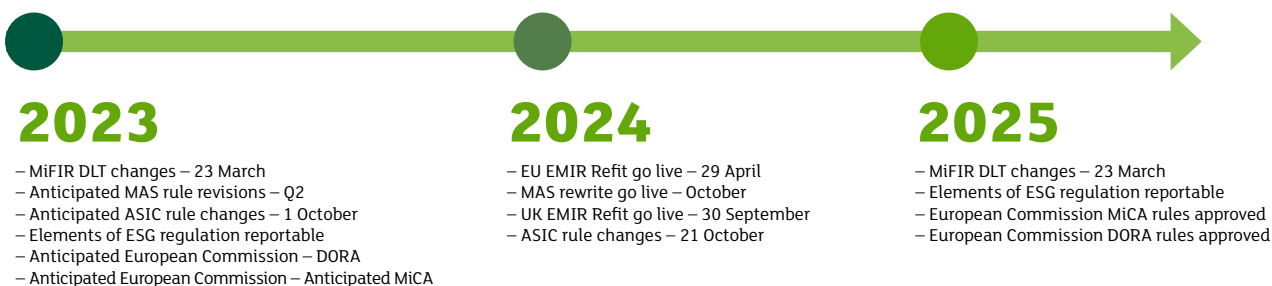 2023
– MiFIR DLT changes – 23 March
– Anticipated MAS rule revisions – Q2
– Anticipated ASIC rule changes – 1 October
– Elements of ESG regulation reportable
– Anticipated European Commission – DORA
– Anticipated European Commission – Anticipated MiCA
2024
– EU EMIR Refit go live – 29 April
– MAS rewrite go live – October
– UK EMIR Refit go live – 30 September
– ASIC rule changes – 21 October
2025
– MiFIR DLT changes – 23 March
– Elements of ESG regulation reportable
– European Commission MiCA rules approved
– European Commission DORA rules approved